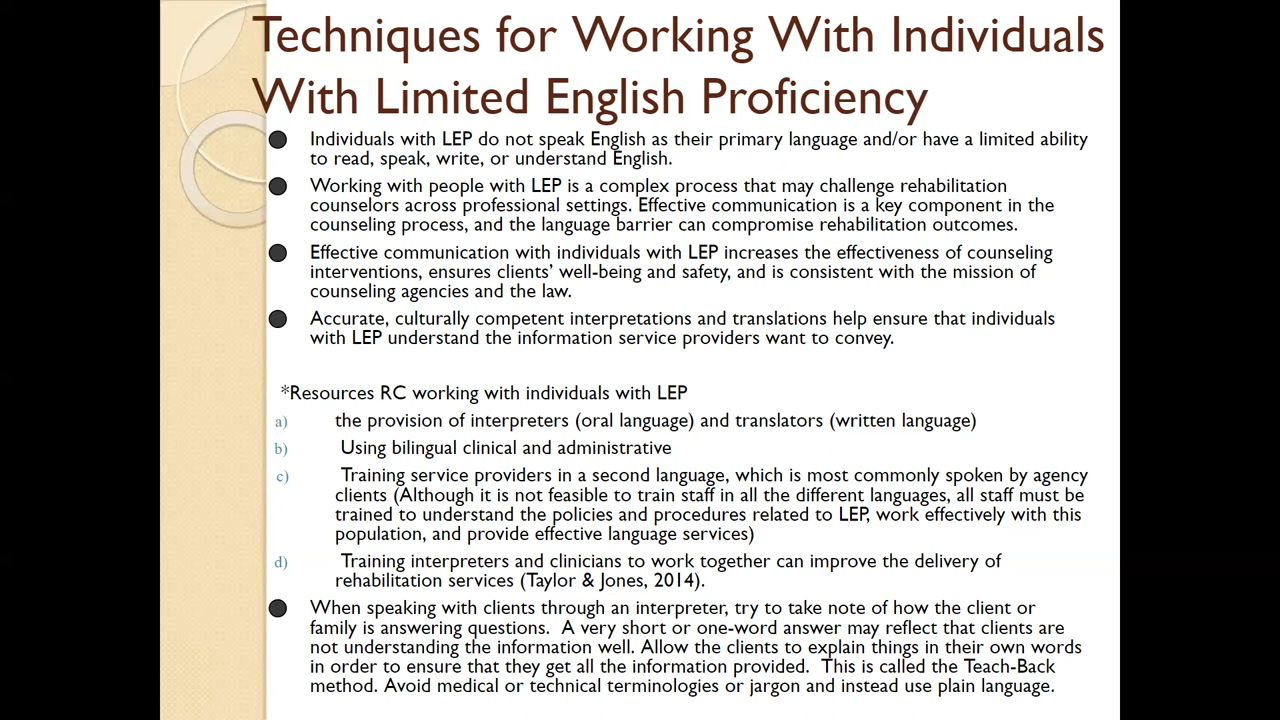 Techniques for Working With Individuals
With Limited English Proficiency
● Individuals with LEP do not speak English as their primary language and/or have a limited ability
to read, speak, write, or understand English.
● Working with people with LEP is a complex process that may challenge rehabilitation
counselors across professional settings. Effective communication is a key component in the
counseling process, and the language barrier can compromise rehabilitation outcomes.
● Effective communication with individuals with LEP increases the effectiveness of counseling
interventions, ensures clients’ well-being and safety, and is consistent with the mission of
counseling agencies and the law.
● Accurate, culturally competent interpretations and translations help ensure that individuals
with LEP understand the information service providers want to convey.
*Resources RC working with individuals with LEP
a) the provision of interpreters (oral language) and translators (written language)
b) Using bilingual clinical and administrative
c) Training service providers in a second language, which is most commonly spoken by agency
clients (Although it is not feasible to train staff in all the different languages, all staff must be
trained to understand the policies and procedures related to LEP, work effectively with this
population, and provide effective language services)
d) Training interpreters and clinicians to work together can improve the delivery of
rehabilitation services (Taylor & Jones, 2014).
● When speaking with clients through an interpreter, try to take note of how the client or
family is answering questions. A very short or one-word answer may reflect that clients are
not understanding the information well. Allow the clients to explain things in their own words
in order to ensure that they get all the information provided. This is called the Teach-Back
method. Avoid medical or technical terminologies or jargon and instead use plain language.